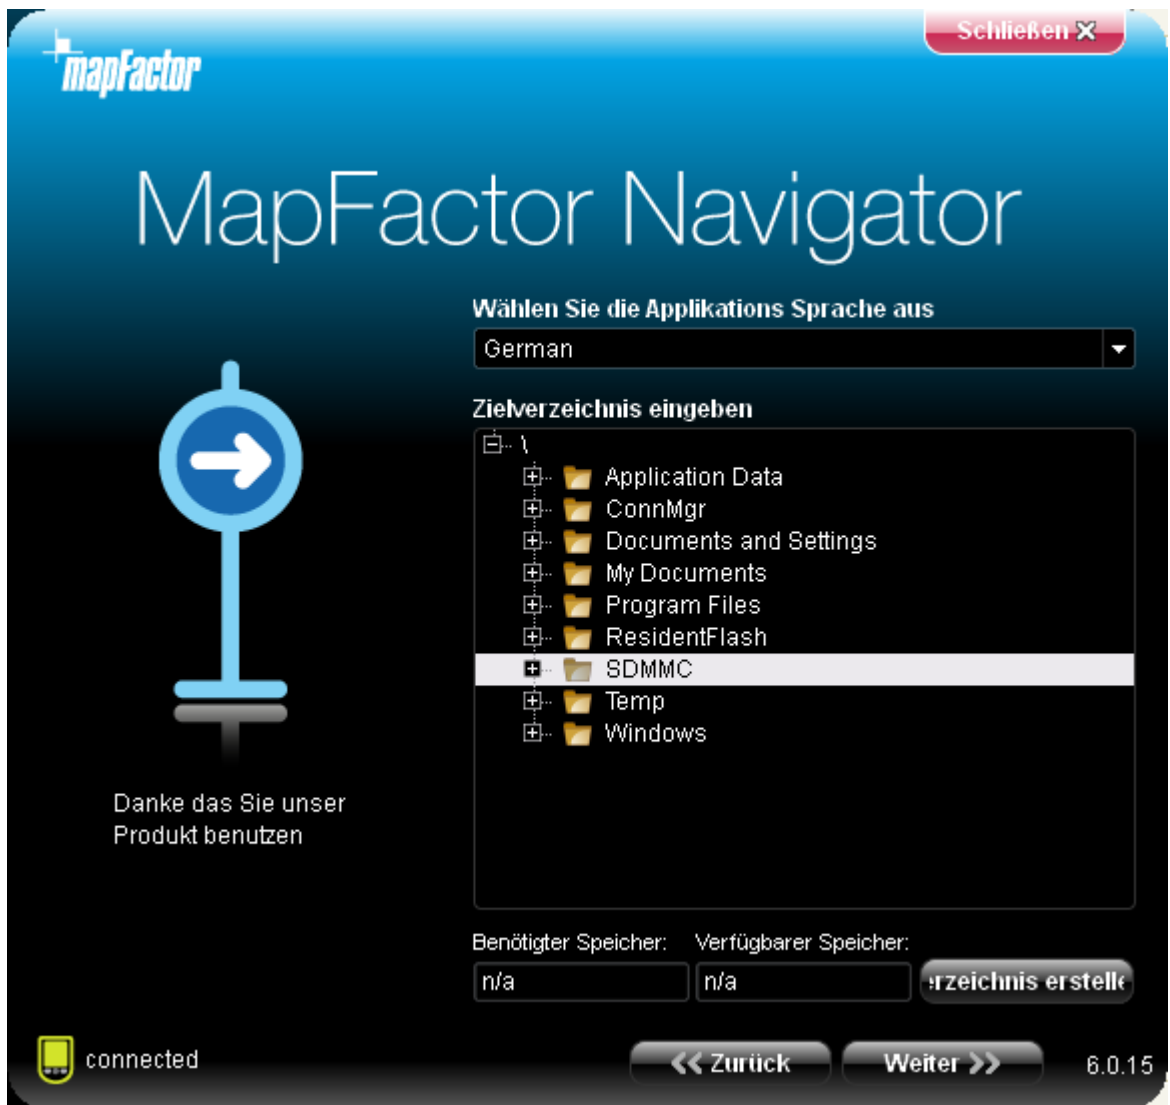 Schließen
mapFactor
MapFactor Navigator
Wählen Sie die Applikations Sprache aus
German
Zielverzeichnis eingeben
\
Application Data
ConnMgr
Documents and Settings
My Documents
Program Files
ResidentFlash
SDMMC
Temp
Windows
Danke das Sie unser
Produkt benutzen
Benötigter Speicher: Verfügbarer Speicher:
n/a n/a erzeichnis erstelle
connected << Zurück Weiter >> 6.0.15